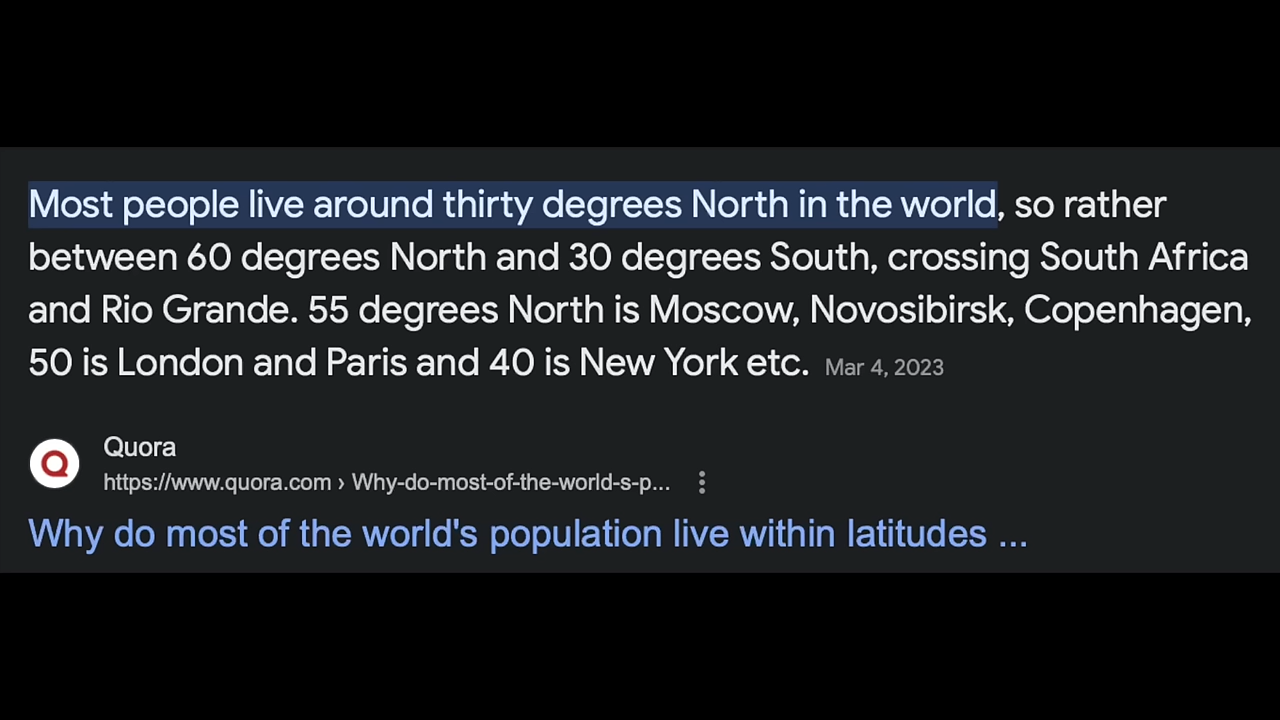 Most people live around thirty degrees North in the world, so rather
between 60 degrees North and 30 degrees South, crossing South Africa
and Rio Grande. 55 degrees North is Moscow, Novosibirsk, Copenhagen,
50 is London and Paris and 40 is New York etc. Mar 4, 2023
Quora
https://www.quora.com › Why-do-most-of-the-world-s-p...
Why do most of the world's population live within latitudes ...